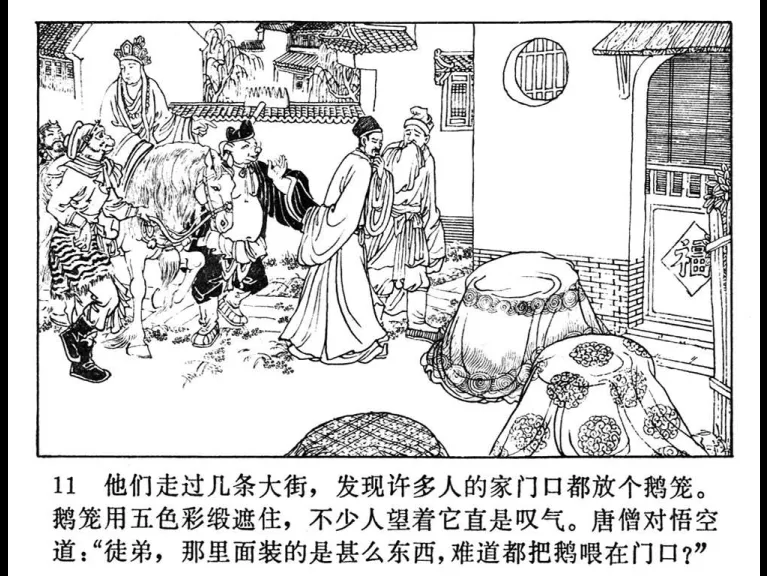 福
11 他们走过几条大街，发现许多人的家门口都放个鹅笼。
鹅笼用五色彩缎遮住，不少人望着它直是叹气。唐僧对悟空
道：“徒弟，那里面装的是甚么东西，难道都把鹅喂在门口？”